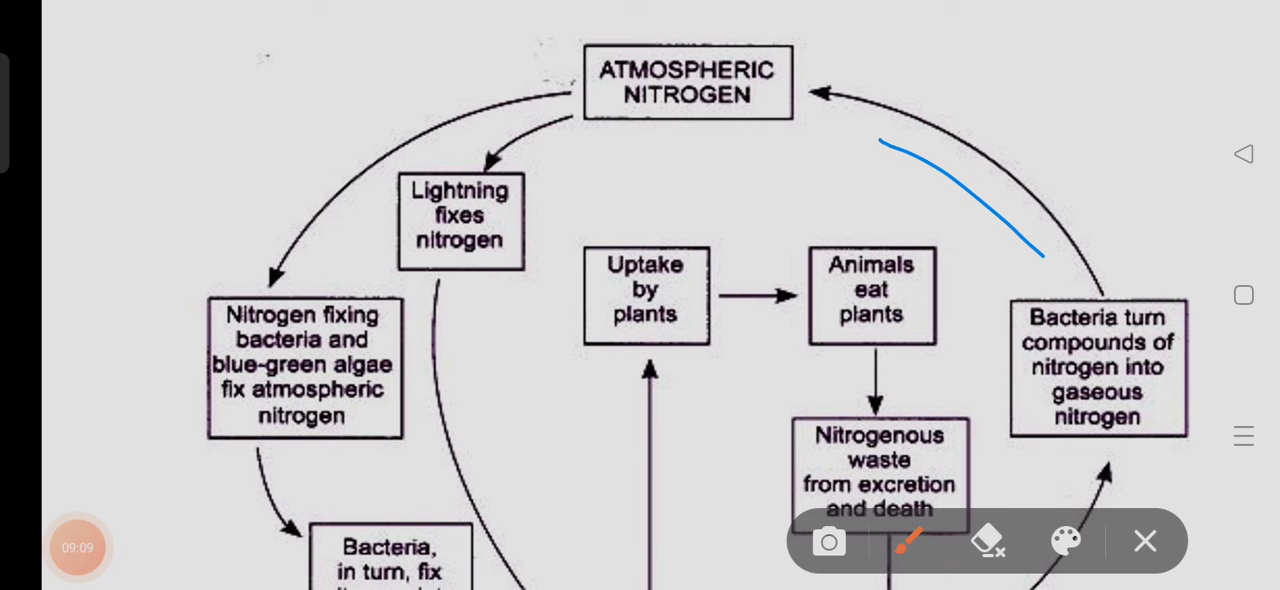 ATMOSPHERIC
NITROGEN
Lightning
fixes
nitrogen
Uptake
by
plants
Animals
eat
plants
Nitrogen fixing
bacteria and
blue-green algae
fix atmospheric
nitrogen
Bacteria turn
compounds of
nitrogen into
gaseous
nitrogen
Nitrogenous
waste
from excretion
and death
Bacteria,
in turn, fix
09:09